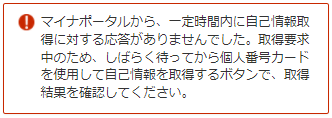 マイナポータルから、一定時間内に自己情報取
得に対する応答がありませんでした。取得要求
中のため、しばらく待ってから個人番号カード
を使用して自己情報を取得するボタンで、取得
結果を確認してください。